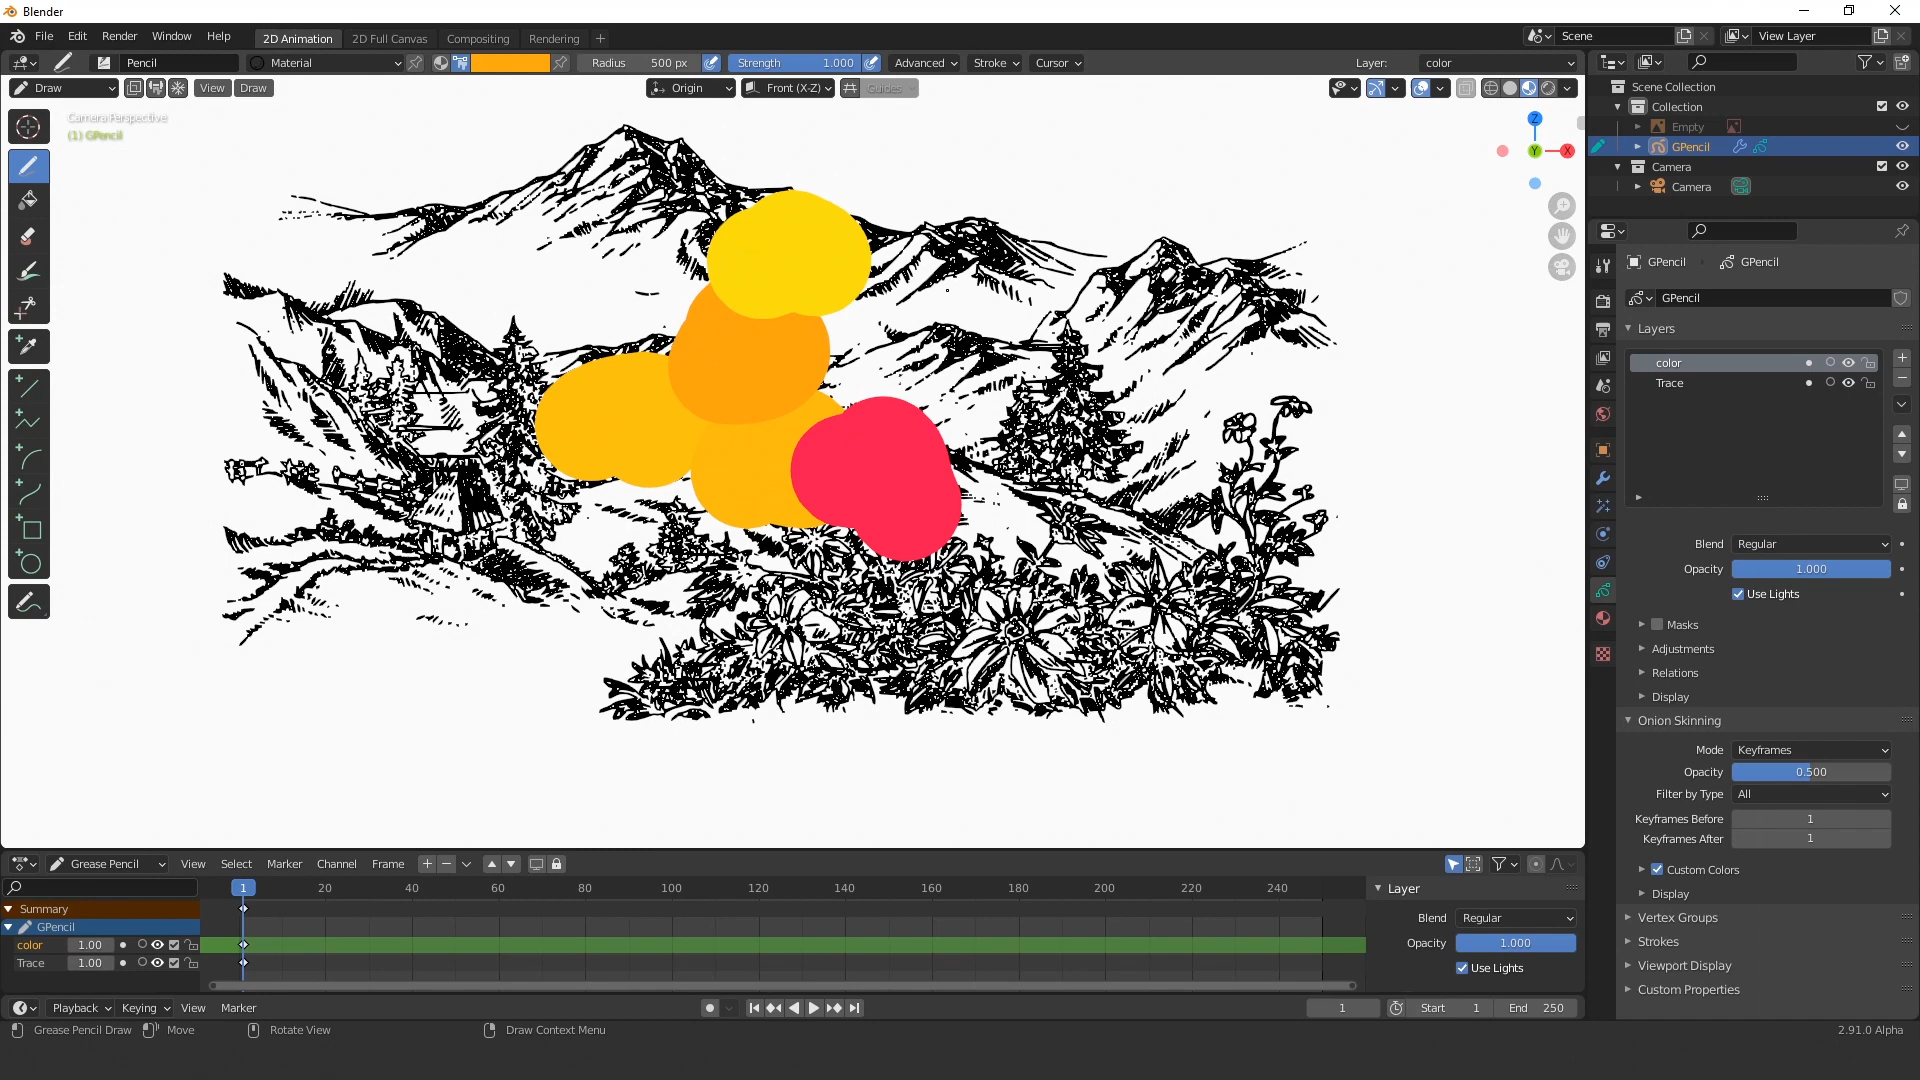 Blender
File Edit Render Window Help 2D Animation 2D Full Canvas Compositing Rendering + Scene View Layer
Pencil Material Radius 500 px Strength 1.000 Advanced Stroke Cursor Layer: color
Draw View Draw Origin Front (X-Z) Guides
Camera Perspective
(1) GPencil
Z
Y X
Scene Collection
Collection
Empty
GPencil
Camera
Camera
GPencil GPencil
GPencil
Layers
color
Trace
Blend Regular
Opacity 1.000
Use Lights
Masks
Adjustments
Relations
Display
Onion Skinning
Mode Keyframes
Opacity 0.500
Filter by Type All
Keyframes Before 1
Keyframes After 1
Custom Colors
Display
Vertex Groups
Strokes
Viewport Display
Custom Properties
Grease Pencil View Select Marker Channel Frame
1 20 40 60 80 100 120 140 160 180 200 220 240
Summary
GPencil
color 1.00
Trace 1.00
Layer
Blend Regular
Opacity 1.000
Use Lights
Playback Keying View Marker 1 Start 1 End 250
Grease Pencil Draw Move Rotate View Draw Context Menu 2.91.0 Alpha